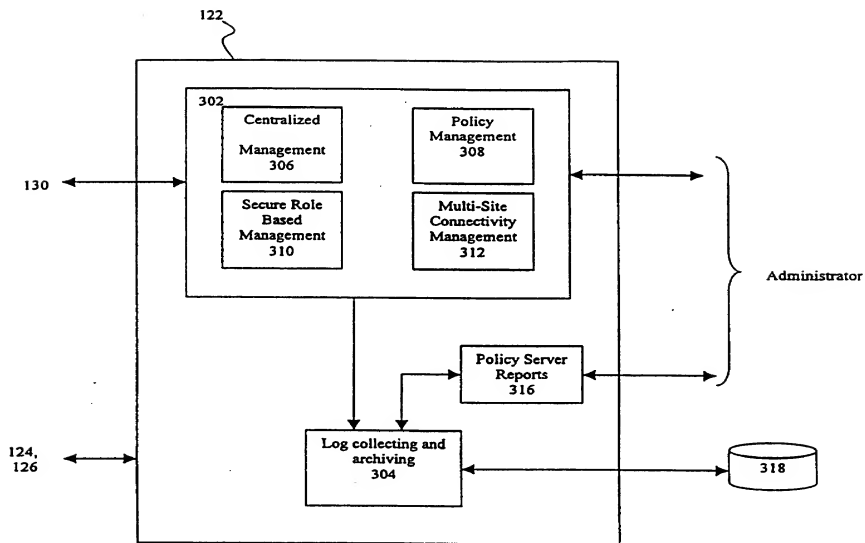 122
302
Centralized
Management
306
Policy
Management
308
130
Secure Role
Based
Management
310
Multi-Site
Connectivity
Management
312
Administrator
Policy Server
Reports
316
124,
126
Log collecting and
archiving
304
318